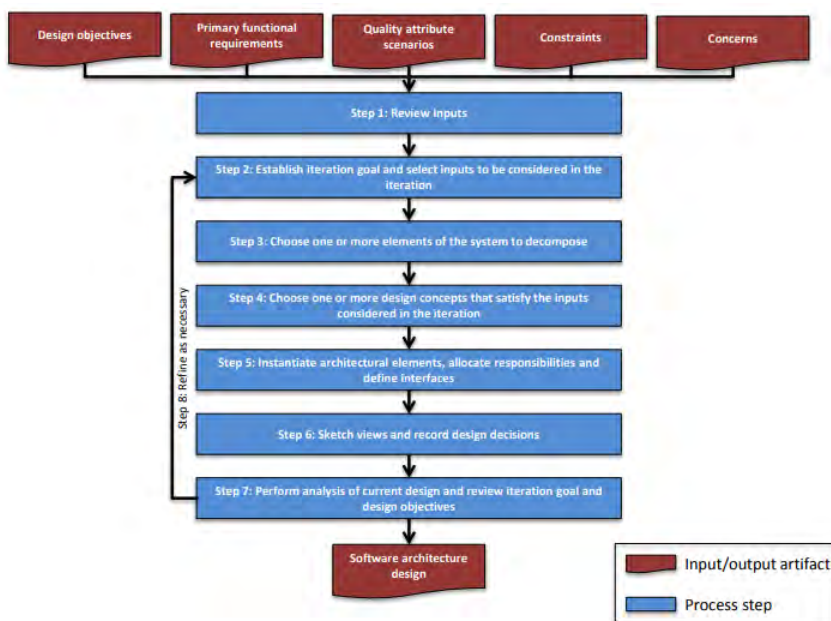 Design objectives
Primary functional
requirements
Quality attribute
scenarios
Constraints
Concerns
Step 1: Review Inputs
Step 2: Establish iteration goal and select inputs to be considered in the
iteration
Step 3: Choose one or more elements of the system to decompose
Step 4: Choose one or more design concepts that satisfy the inputs
considered in the iteration
Step 5: Instantiate architectural elements, allocate responsibilities and
define interfaces
Step 6: Sketch views and record design decisions
Step 7: Perform analysis of current design and review iteration goal and
design objectives
Step 8: Refine as necessary
Software architecture
design
Input/output artifact
Process step